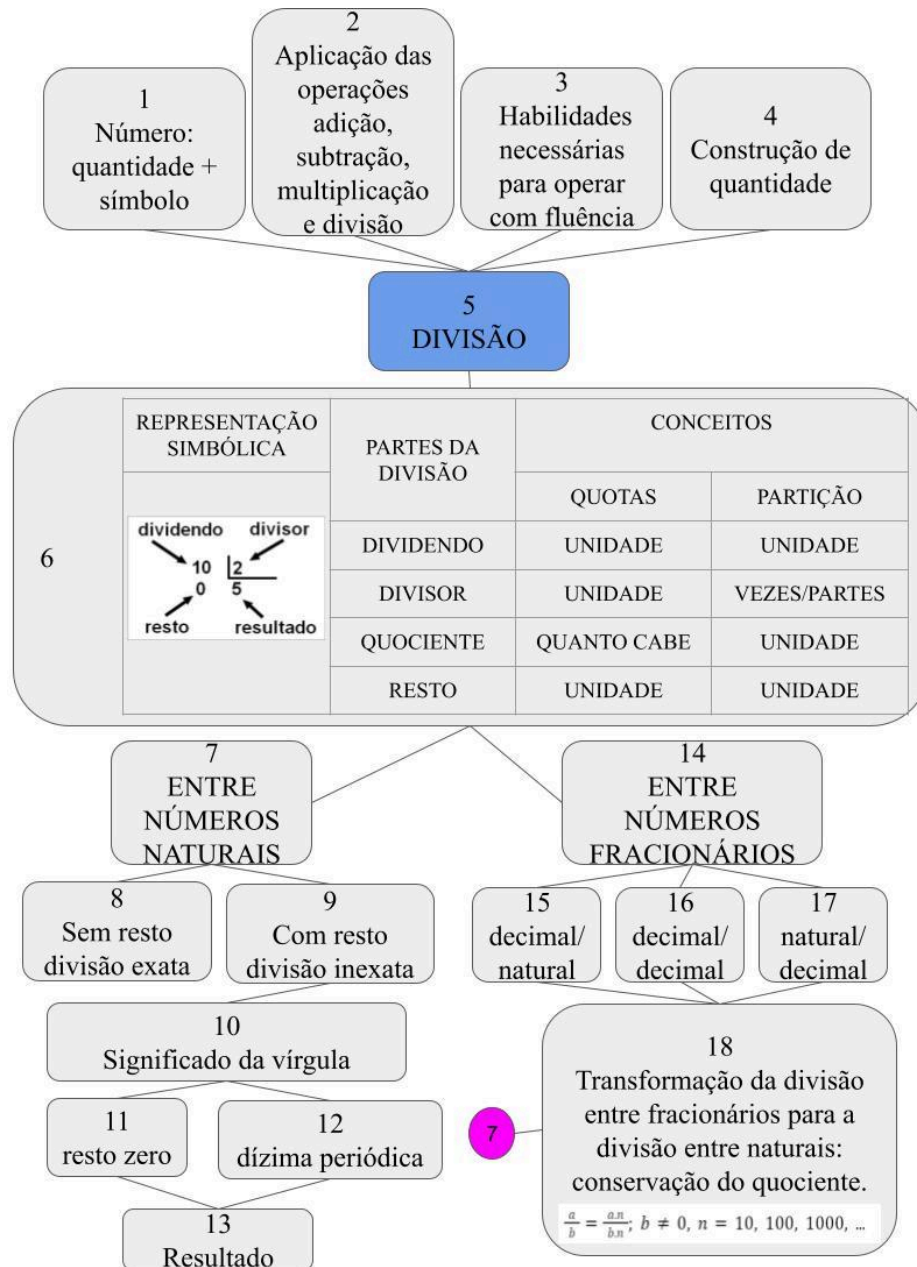 1
Número:
quantidade +
símbolo
2
Aplicação das
operações
adição,
subtração,
multiplicação
e divisão
3
Habilidades
necessárias
para operar
com fluência
4
Construção de
quantidade
5
DIVISÃO
6
REPRESENTAÇÃO
SIMBÓLICA
PARTES DA
DIVISÃO
CONCEITOS
QUOTAS
PARTIÇÃO
dividendo divisor
10 2
0 5
resto resultado
DIVIDENDO UNIDADE UNIDADE
DIVISOR UNIDADE VEZES/PARTES
QUOCIENTE QUANTO CABE UNIDADE
RESTO UNIDADE UNIDADE
7
ENTRE
NÚMEROS
NATURAIS
8
Sem resto
divisão exata
9
Com resto
divisão inexata
10
Significado da vírgula
11
resto zero
12
dízima periódica
13
Resultado
14
ENTRE
NÚMEROS
FRACIONÁRIOS
15
decimal/
natural
16
decimal/
decimal
17
natural/
decimal
18
Transformação da divisão
entre fracionários para a
divisão entre naturais:
conservação do quociente.
a/b = a.n/b.n; b ≠ 0, n = 10, 100, 1000, ...
7